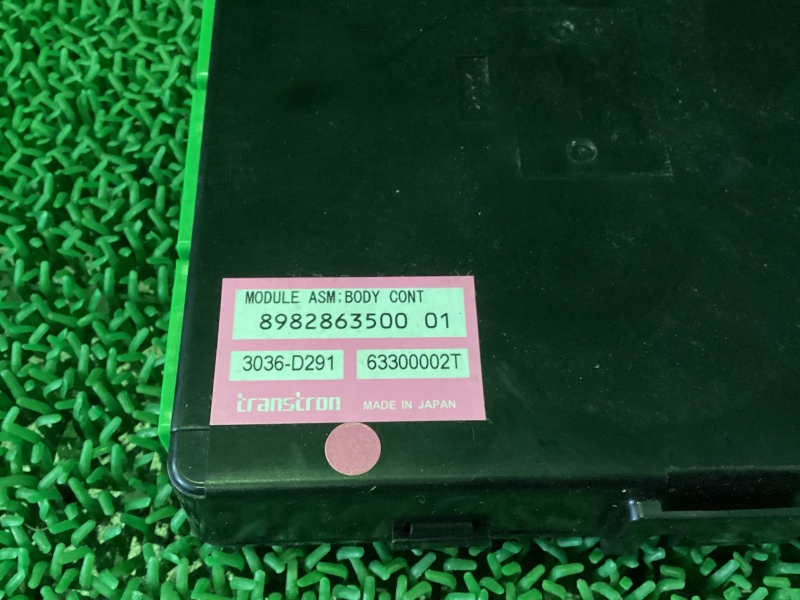 MODULE ASM;BODY CONT
8982863500 01
3036-D291 63300002T
transtron MADE IN JAPAN